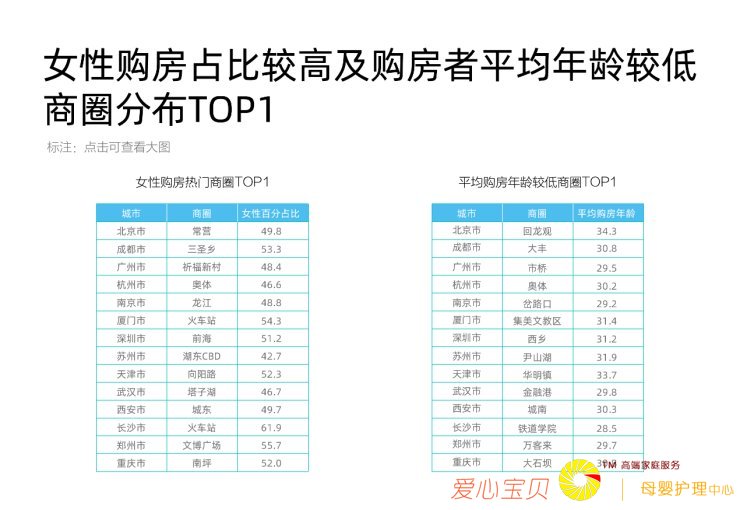 女性购房占比较高及购房者平均年龄较低
商圈分布TOP1
标注：点击可查看大图
女性购房热门商圈TOP1
城市 商圈 女性百分占比
北京市 常营 49.8
成都市 三圣乡 53.3
广州市 祈福新村 48.4
杭州市 奥体 46.6
南京市 龙江 48.8
厦门市 火车站 54.3
深圳市 前海 51.2
苏州市 湖东CBD 42.7
天津市 向阳路 52.3
武汉市 塔子湖 46.7
西安市 城东 49.7
长沙市 火车站 61.9
郑州市 文博广场 55.7
重庆市 南坪 52.0
平均购房年龄较低商圈TOP1
城市 商圈 平均购房年龄
北京市 回龙观 34.3
成都市 大丰 30.8
广州市 市桥 29.5
杭州市 奥体 30.2
南京市 岔路口 29.2
厦门市 集美文教区 31.4
深圳市 西乡 31.2
苏州市 尹山湖 31.9
天津市 华明镇 33.7
武汉市 金融港 29.8
西安市 城南 30.3
长沙市 铁道学院 28.5
郑州市 万客来 29.7
重庆市 大石坝
TM 高端家庭服务
爱心宝贝 母婴护理中心